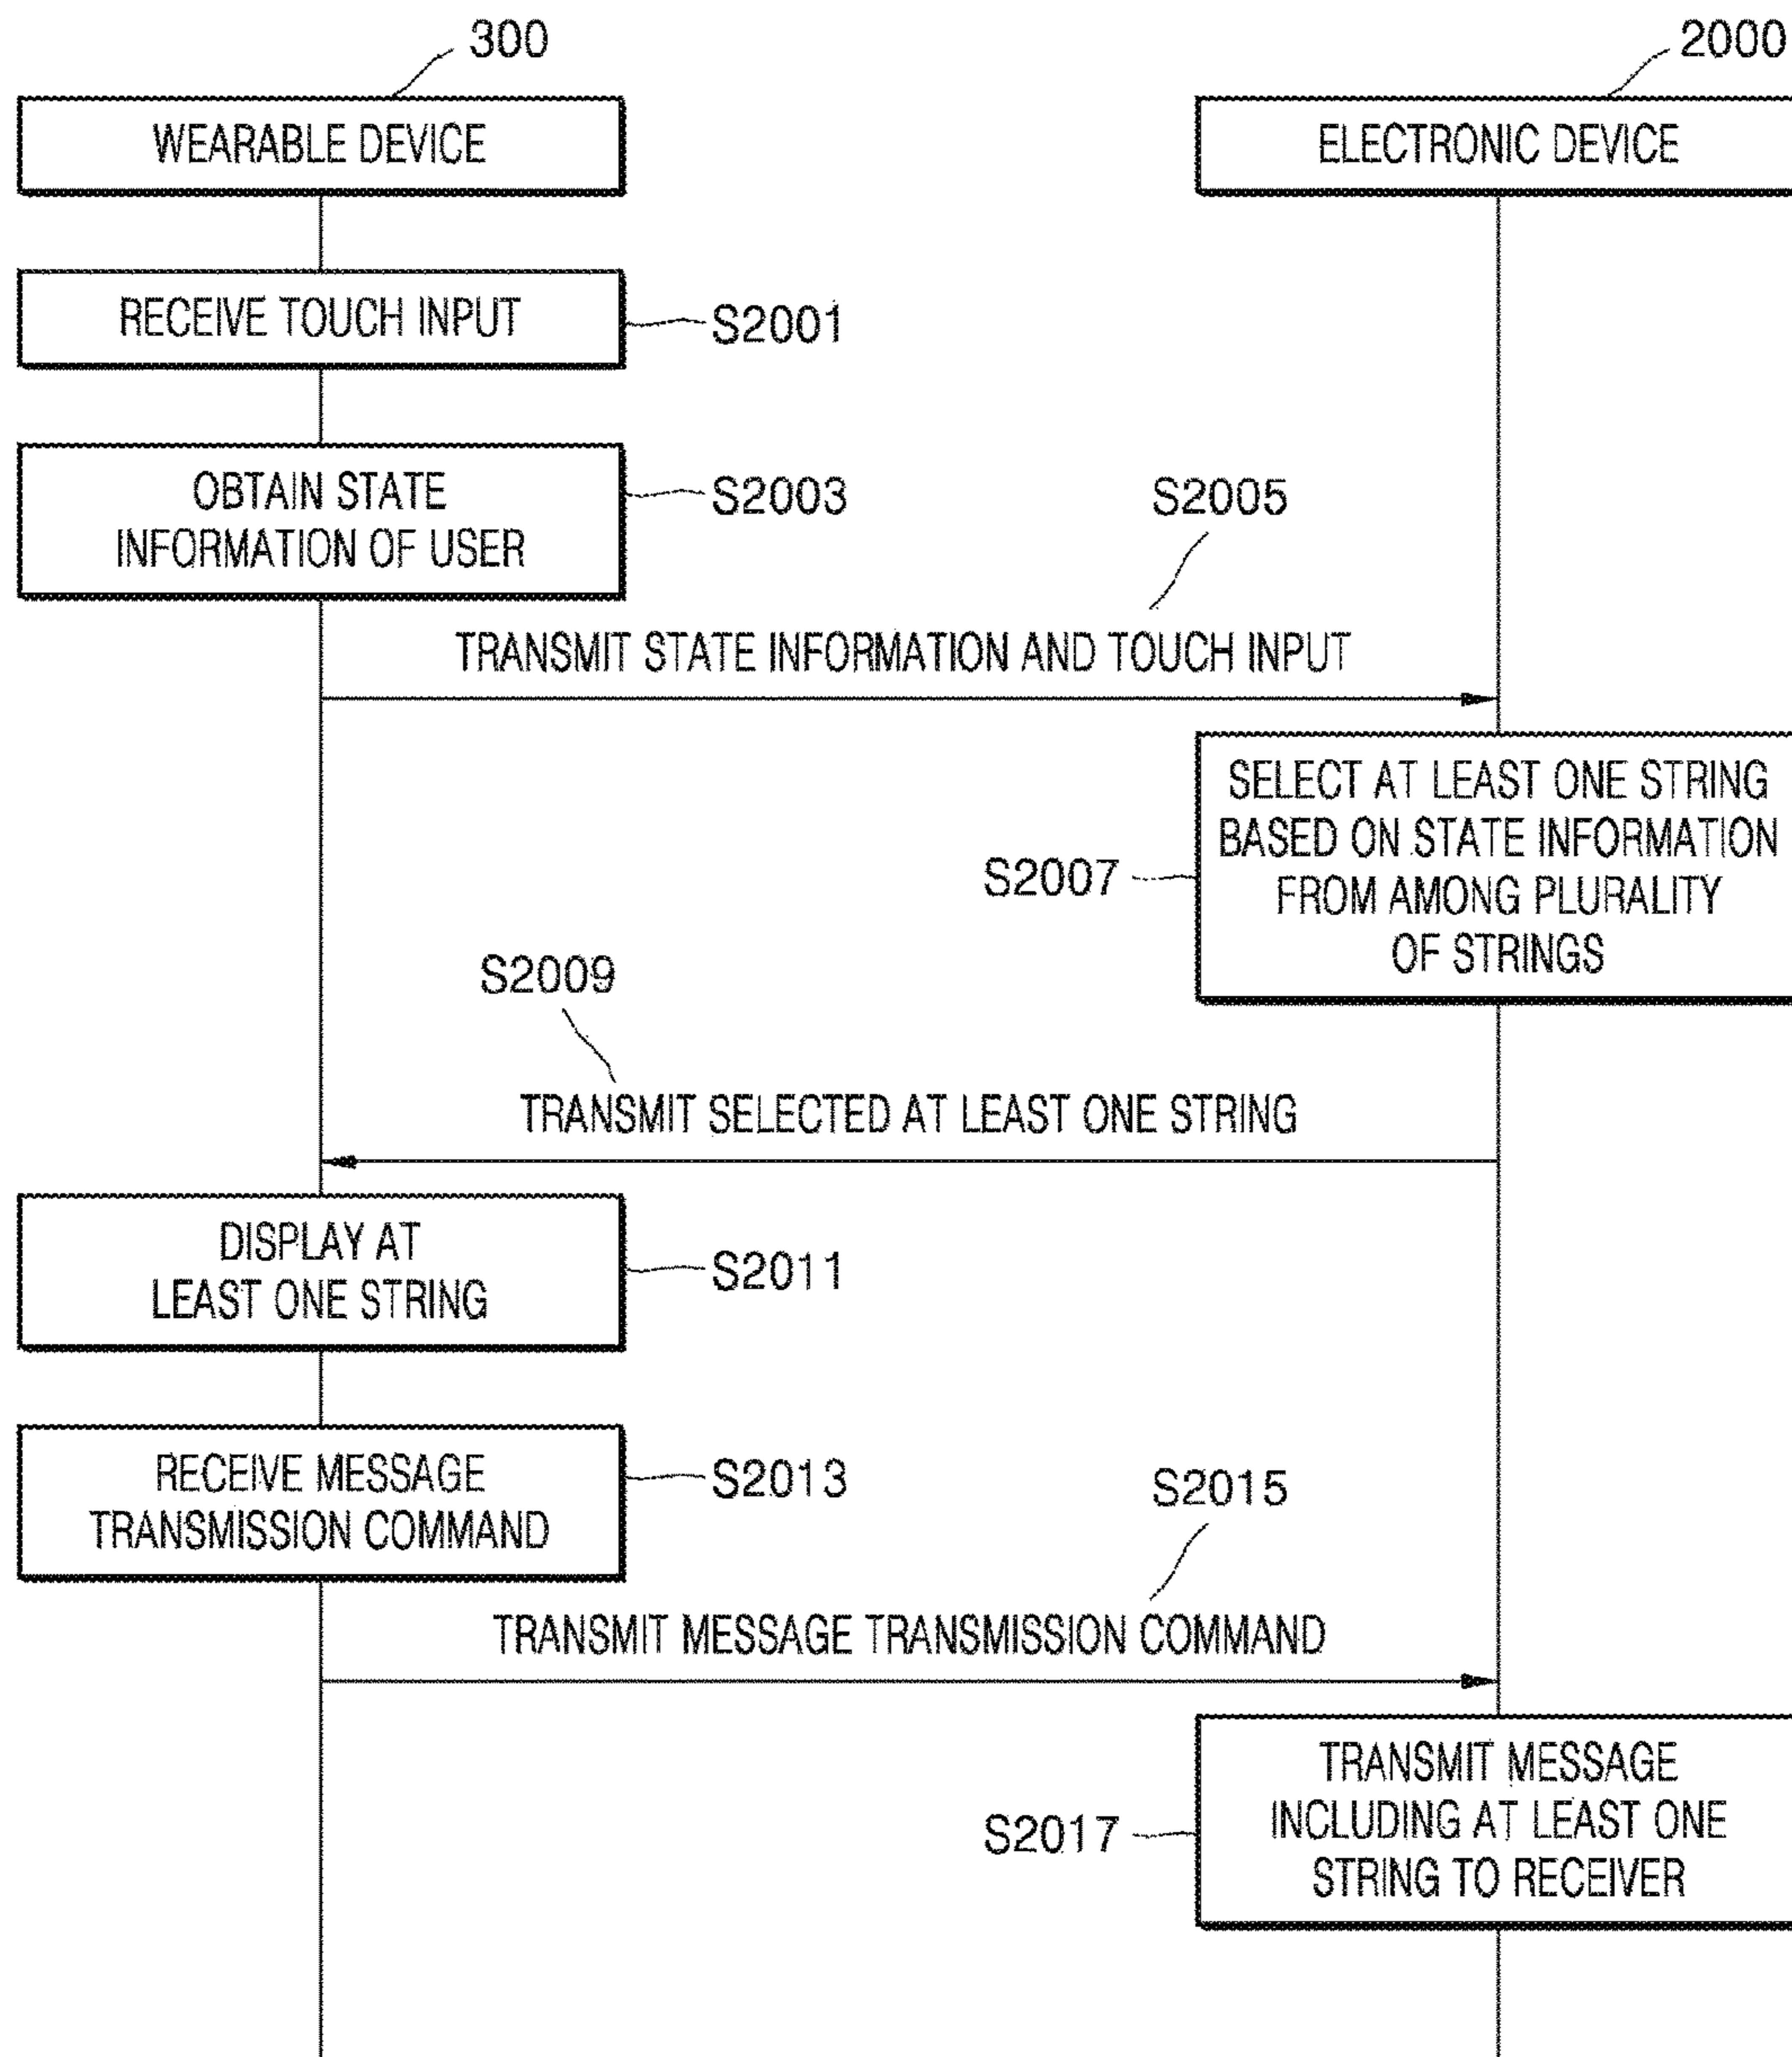 300
2000
WEARABLE DEVICE
ELECTRONIC DEVICE
RECEIVE TOUCH INPUT
S2001
OBTAIN STATE
INFORMATION OF USER
S2003
S2005
TRANSMIT STATE INFORMATION AND TOUCH INPUT
SELECT AT LEAST ONE STRING
BASED ON STATE INFORMATION
FROM AMONG PLURALITY
OF STRINGS
S2007
S2009
TRANSMIT SELECTED AT LEAST ONE STRING
DISPLAY AT
LEAST ONE STRING
S2011
RECEIVE MESSAGE
TRANSMISSION COMMAND
S2013
S2015
TRANSMIT MESSAGE TRANSMISSION COMMAND
TRANSMIT MESSAGE
INCLUDING AT LEAST ONE
STRING TO RECEIVER
S2017